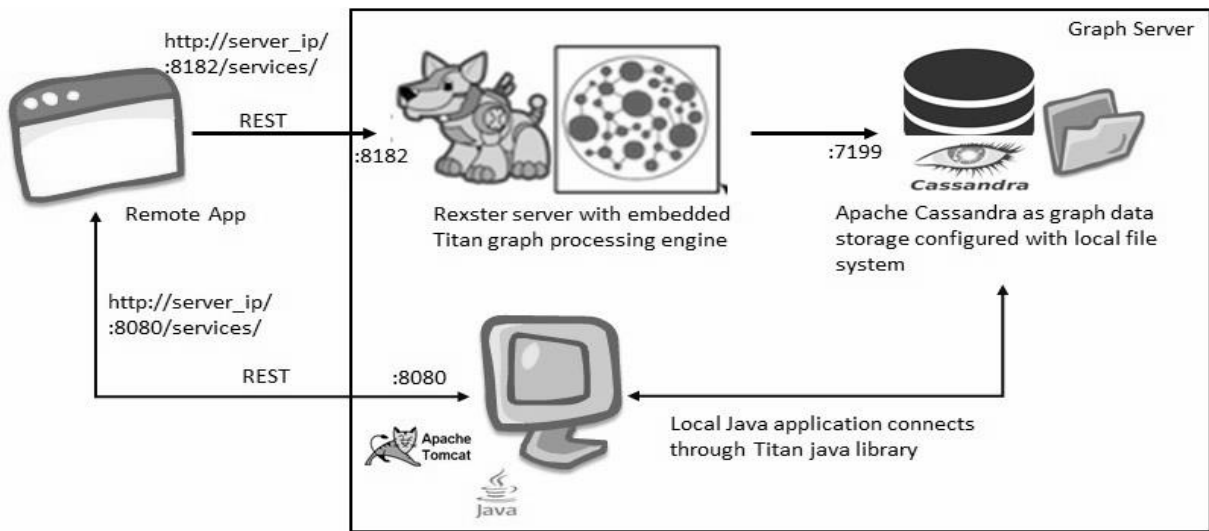 Graph Server
http://server_ip/
:8182/services/
REST
:8182
:7199
Cassandra
Remote App
Rexster server with embedded
Titan graph processing engine
Apache Cassandra as graph data
storage configured with local file
system
http://server_ip/
:8080/services/
REST
:8080
Apache
Tomcat
Java
Local Java application connects
through Titan java library